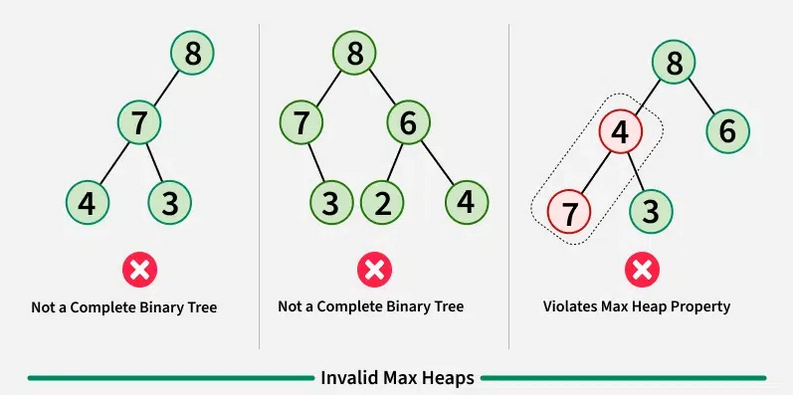 8
7
4 3
Not a Complete Binary Tree
8
7 6
3 2 4
Not a Complete Binary Tree
8
4 6
7 3
Violates Max Heap Property
Invalid Max Heaps